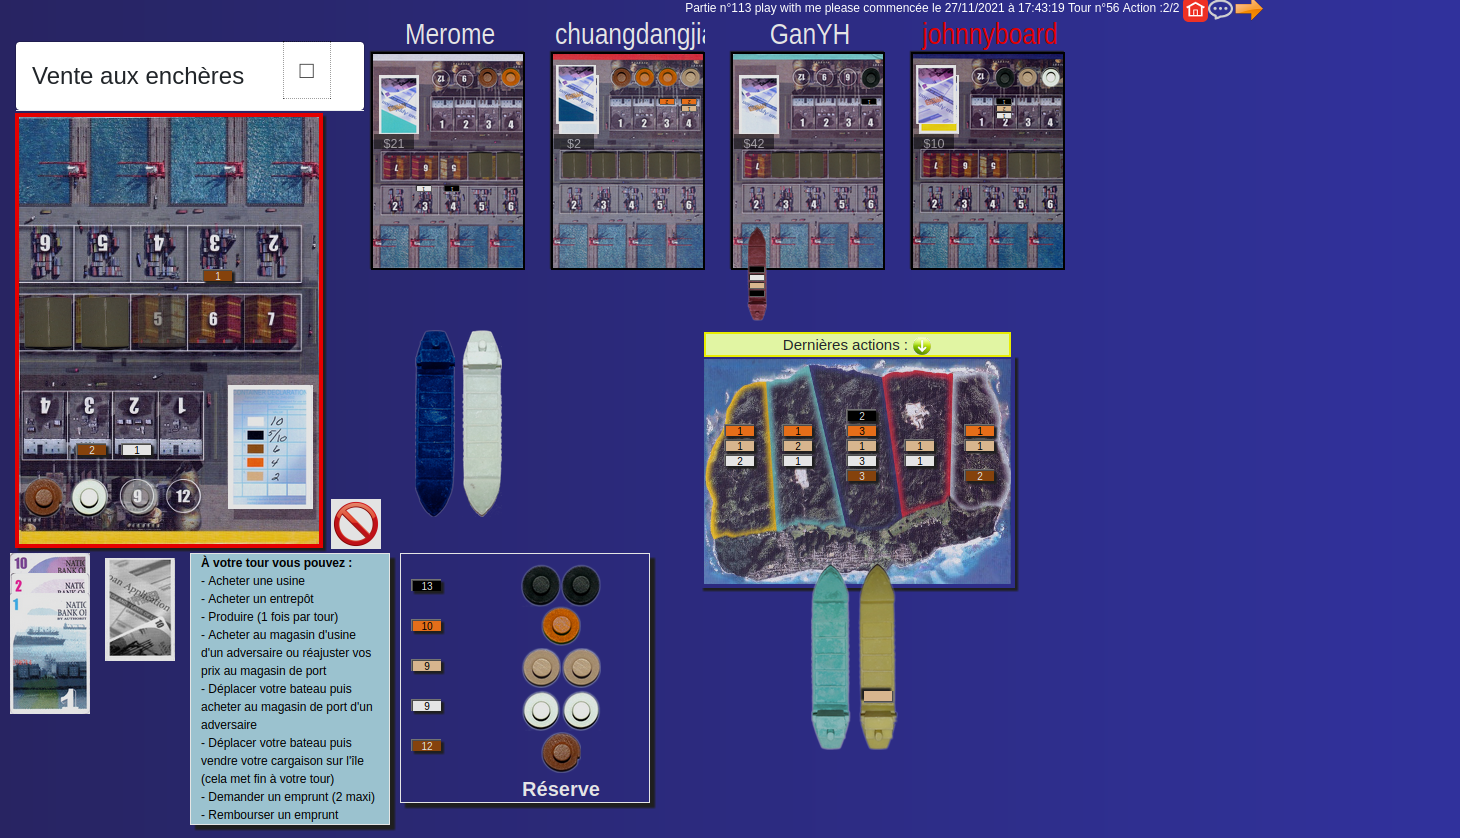 Partie n°113 play with me please commencée le 27/11/2021 à 17:43:19 Tour n°56 Action :2/2
Merome
chuangdangjia
GanYH
johnnyboard
Vente aux enchères
$21
$2
$42
$10
6 5 4 3 2
1
5 6 7
4 3 2 1
2 1
9 12
10
5/10
6
4
2
Dernières actions :
2
1 1 3 1
1 2 1 1 1
2 1 3 1
3 2
10
2
1
NATIONAL
BANK OF
1
Loan Application
À votre tour vous pouvez :
- Acheter une usine
- Acheter un entrepôt
- Produire (1 fois par tour)
- Acheter au magasin d'usine
d'un adversaire ou réajuster vos
prix au magasin de port
- Déplacer votre bateau puis
acheter au magasin de port d'un
adversaire
- Déplacer votre bateau puis
vendre votre cargaison sur l'île
(cela met fin à votre tour)
- Demander un emprunt (2 maxi)
- Rembourser un emprunt
13
10
9
9
12
Réserve